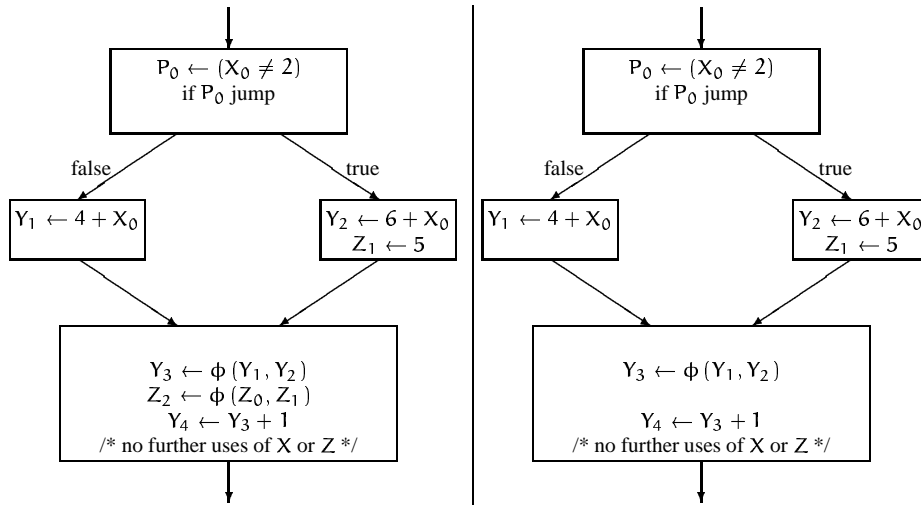 P₀ ← (X₀ ≠ 2)
if P₀ jump
false
true
Y₁ ← 4 + X₀
Y₂ ← 6 + X₀
Z₁ ← 5
Y₃ ← ϕ (Y₁, Y₂)
Z₂ ← ϕ (Z₀, Z₁)
Y₄ ← Y₃ + 1
/* no further uses of X or Z */
P₀ ← (X₀ ≠ 2)
if P₀ jump
false
true
Y₁ ← 4 + X₀
Y₂ ← 6 + X₀
Z₁ ← 5
Y₃ ← ϕ (Y₁, Y₂)
Y₄ ← Y₃ + 1
/* no further uses of X or Z */